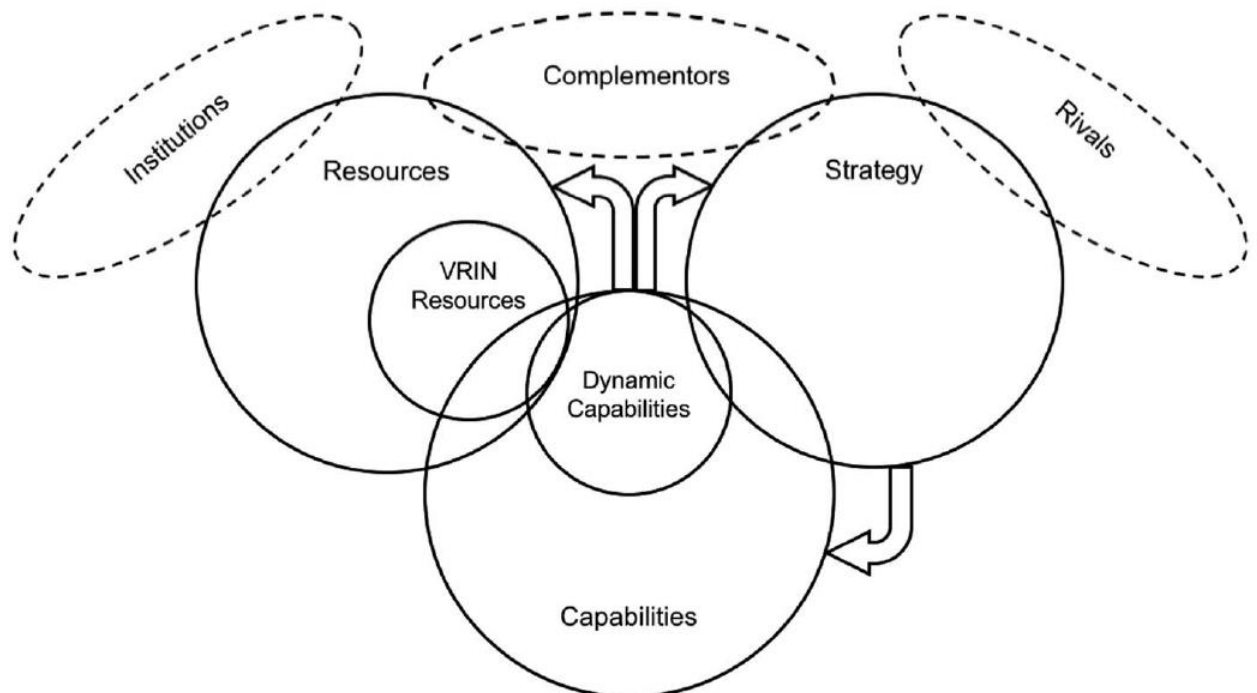 Complementors
Institutions
Rivals
Resources
Strategy
VRIN
Resources
Dynamic
Capabilities
Capabilities